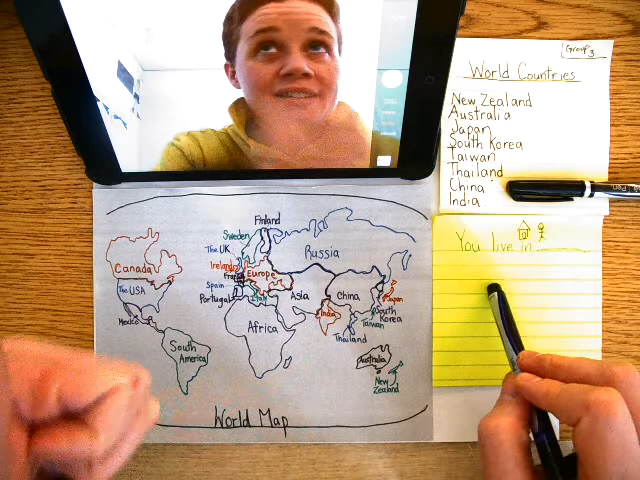 Group 3
World Countries
New Zealand
Australia
Japan
South Korea
Taiwan
Thailand
China
India
You live in
Finland
Sweden
The UK
Russia
Ireland
Canada
Europe
France
The USA
Spain
Italy
Portugal
Asia
China
Japan
India
South Korea
Mexico
Taiwan
Africa
Thailand
South America
Australia
New Zealand
World Map